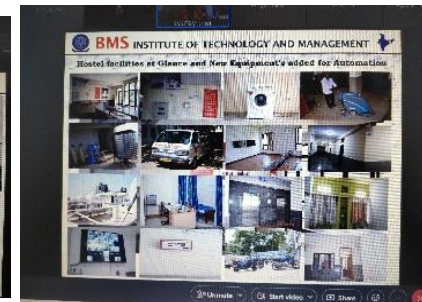 BMS INSTITUTE OF TECHNOLOGY AND MANAGEMENT
Hostel facilities at Glance and New Equipment's added for Automation
Unmute
Start video
Share